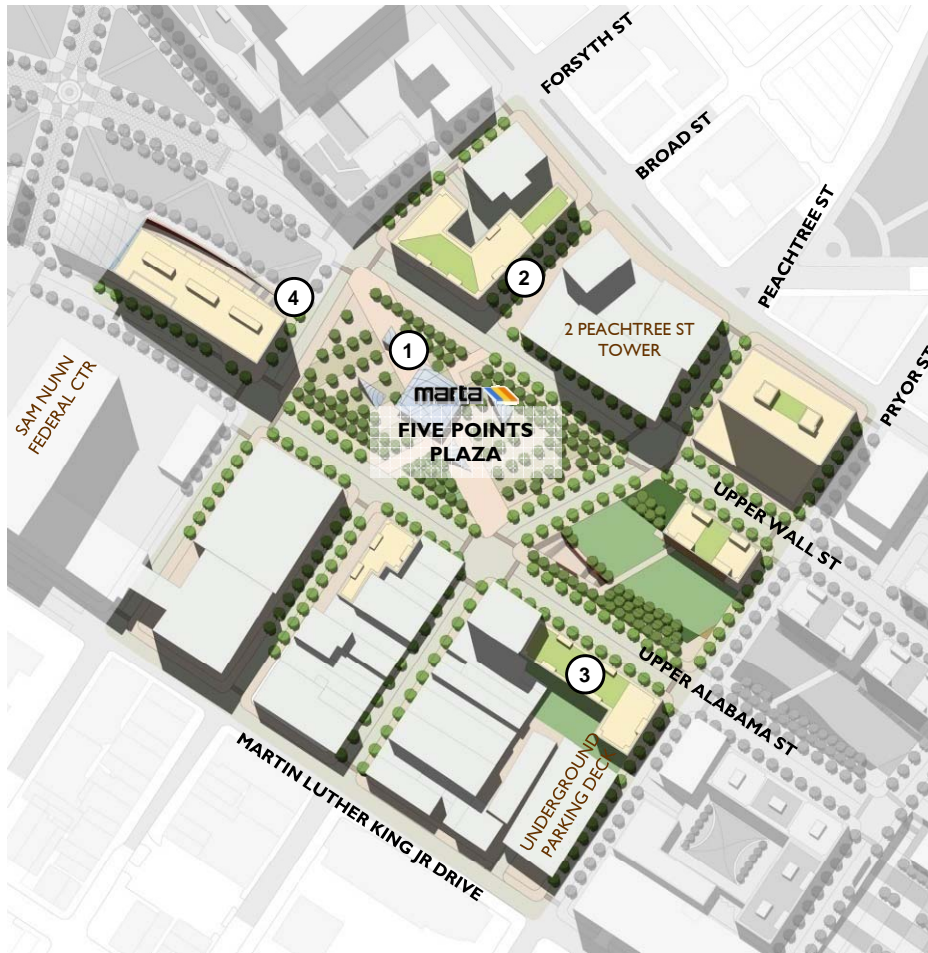 FORSYTH ST
BROAD ST
PEACHTREE ST
PRYOR ST
4
2
1
2 PEACHTREE ST
TOWER
SAM NUNN
FEDERAL CTR
marta
FIVE POINTS
PLAZA
UPPER WALL ST
3
UPPER ALABAMA ST
UNDERGROUND
PARKING DECK
MARTIN LUTHER KING JR DRIVE